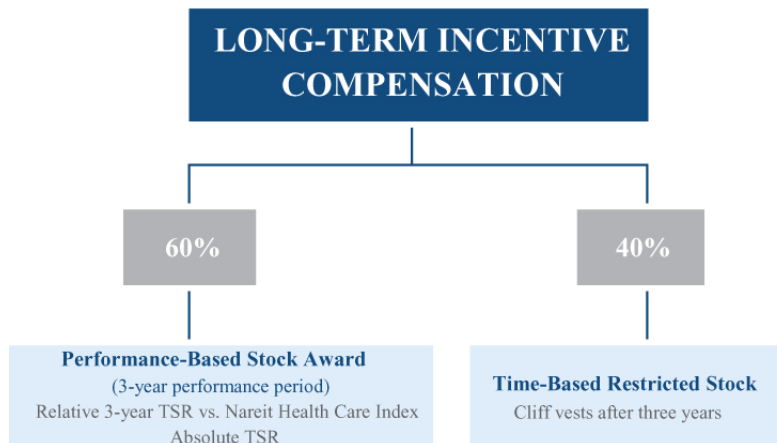 LONG-TERM INCENTIVE
COMPENSATION
60%
40%
Performance-Based Stock Award
(3-year performance period)
Relative 3-year TSR vs. Nareit Health Care Index
Absolute TSR
Time-Based Restricted Stock
Cliff vests after three years